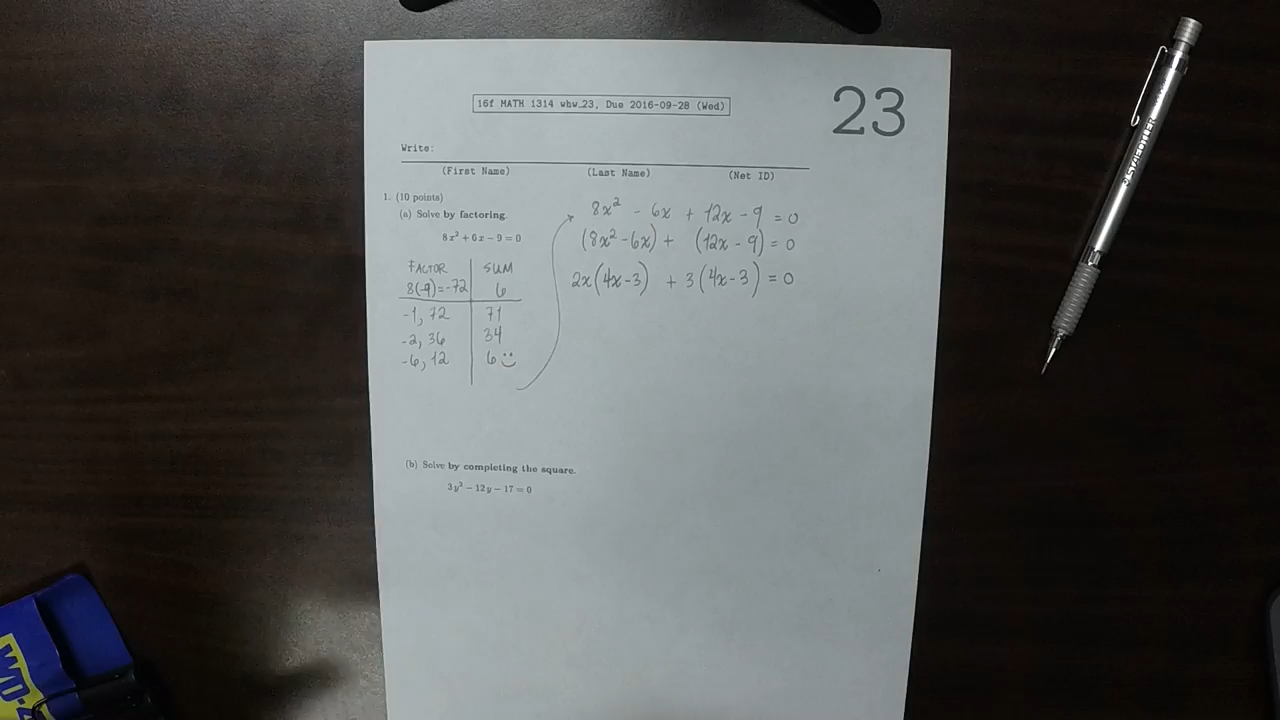 16f MATH 1314 whw_23, Due 2016-09-28 (Wed)
23
Write:
(First Name) (Last Name) (Net ID)
1. (10 points)
(a) Solve by factoring.
8x² + 6x − 9 = 0
FACTOR SUM
8(-9)=-72 6
-1, 72 71
-2, 36 34
-6, 12 6
8x² - 6x + 12x - 9 = 0
(8x² - 6x) + (12x - 9) = 0
2x(4x-3) + 3(4x-3) = 0
(b) Solve by completing the square.
3y² − 12y − 17 = 0
STAEDTLER